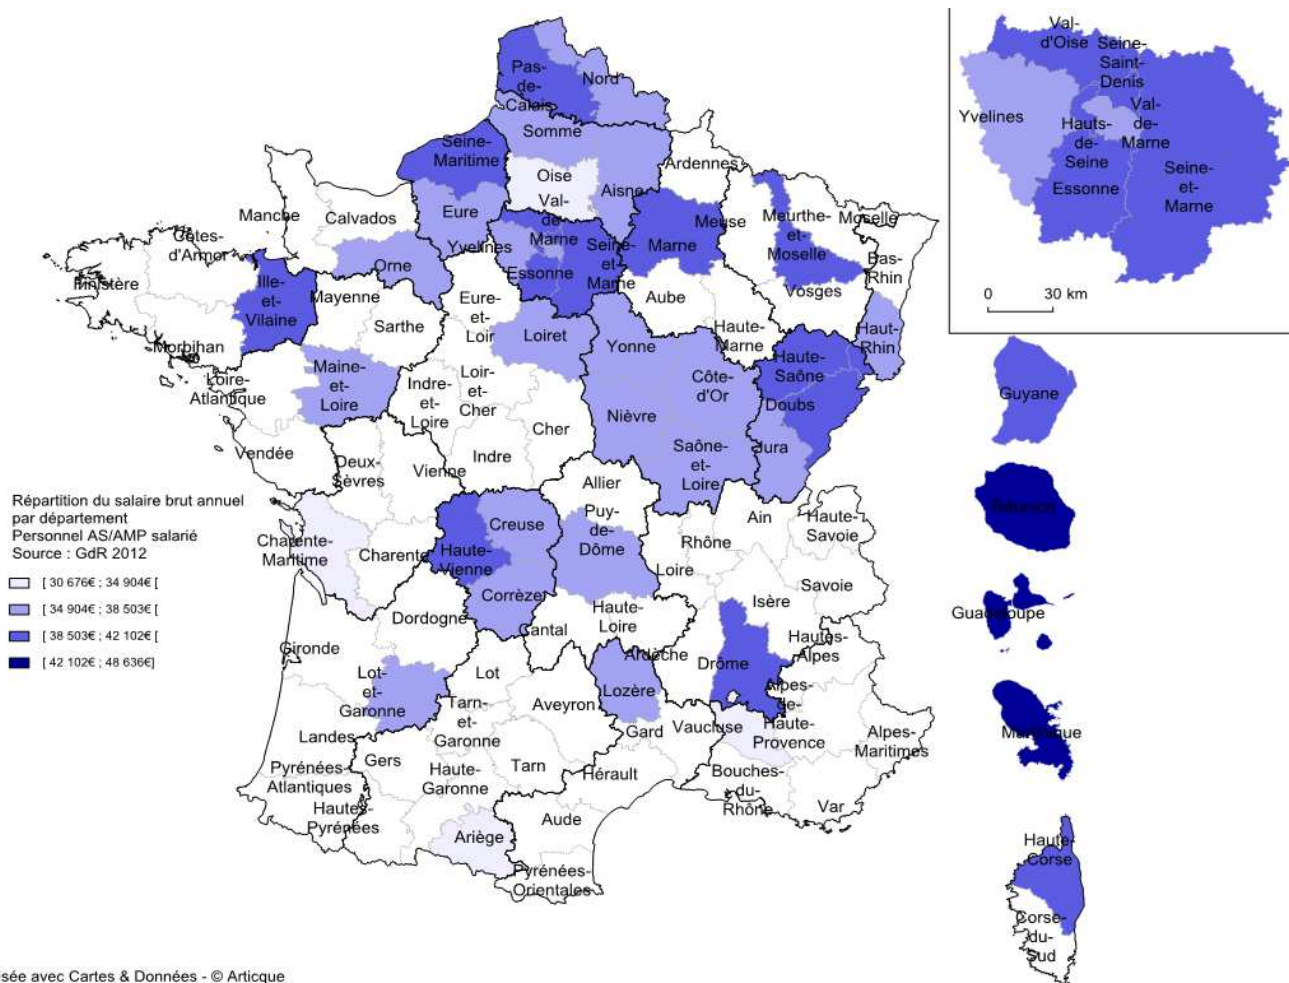 Pas-
de-
Calais
Nord
Somme
Seine-
Maritime
Oise
Aisne
Ardennes
Eure
Val-
de-
Marne
Yvelines
Essonne
Seine-
et-
Marne
Marne
Meuse
Meurthe-
et-
Moselle
Moselle
Bas-
Rhin
Vosges
Haut-
Rhin
Manche
Calvados
Orne
Côtes-
d'Armor
Finistère
Ille-
et-
Vilaine
Morbihan
Mayenne
Sarthe
Eure-
et-
Loir
Loiret
Aube
Haute-
Marne
Yonne
Haute-
Saône
Côte-
d'Or
Doubs
Loire-
Atlantique
Maine-
et-
Loire
Indre-
et-
Loire
Loir-
et-
Cher
Cher
Nièvre
Saône-
et-
Loire
Jura
Vendée
Deux-
Sèvres
Vienne
Indre
Allier
Charente-
Maritime
Charente
Haute-
Vienne
Creuse
Corrèze
Puy-
de-
Dôme
Loire
Rhône
Ain
Haute-
Savoie
Savoie
Isère
Dordogne
Cantal
Haute-
Loire
Gironde
Lot-
et-
Garonne
Lot
Aveyron
Lozère
Ardèche
Drôme
Hautes-
Alpes
Alpes-
de-
Haute-
Provence
Alpes-
Maritimes
Landes
Tarn-
et-
Garonne
Tarn
Gard
Vaucluse
Bouches-
du-
Rhône
Var
Pyrénées-
Atlantiques
Gers
Haute-
Garonne
Hérault
Hautes-
Pyrénées
Ariège
Aude
Pyrénées-
Orientales
Répartition du salaire brut annuel
par département
Personnel AS/AMP salarié
Source : GdR 2012
[ 30 676€ ; 34 904€ [
[ 34 904€ ; 38 503€ [
[ 38 503€ ; 42 102€ [
[ 42 102€ ; 48 636€]
Val-
d'Oise
Seine-
Saint-
Denis
Yvelines
Hauts-
de-
Seine
Val-
de-
Marne
Essonne
Seine-
et-
Marne
0 30 km
Guyane
Réunion
Guadeloupe
Martinique
Haute-
Corse
Corse-
du-
Sud
sée avec Cartes & Données - © Articque